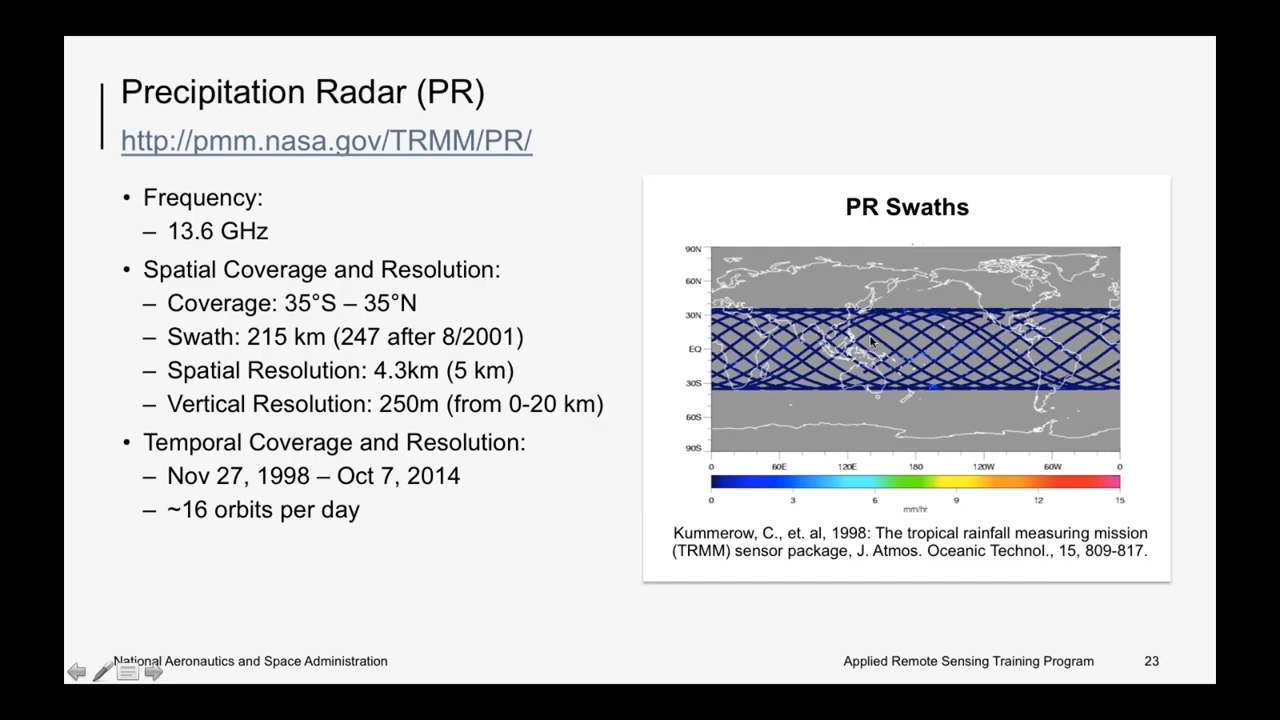 Precipitation Radar (PR)
http://pmm.nasa.gov/TRMM/PR/
• Frequency:
– 13.6 GHz
• Spatial Coverage and Resolution:
– Coverage: 35°S – 35°N
– Swath: 215 km (247 after 8/2001)
– Spatial Resolution: 4.3km (5 km)
– Vertical Resolution: 250m (from 0-20 km)
• Temporal Coverage and Resolution:
– Nov 27, 1998 – Oct 7, 2014
– ~16 orbits per day
PR Swaths
90N
60N
30N
EQ
30S
60S
90S
0 60E 120E 180 120W 60W 0
0 3 6 9 12 15
mm/hr
Kummerow, C., et. al, 1998: The tropical rainfall measuring mission
(TRMM) sensor package, J. Atmos. Oceanic Technol., 15, 809-817.
National Aeronautics and Space Administration
Applied Remote Sensing Training Program 23